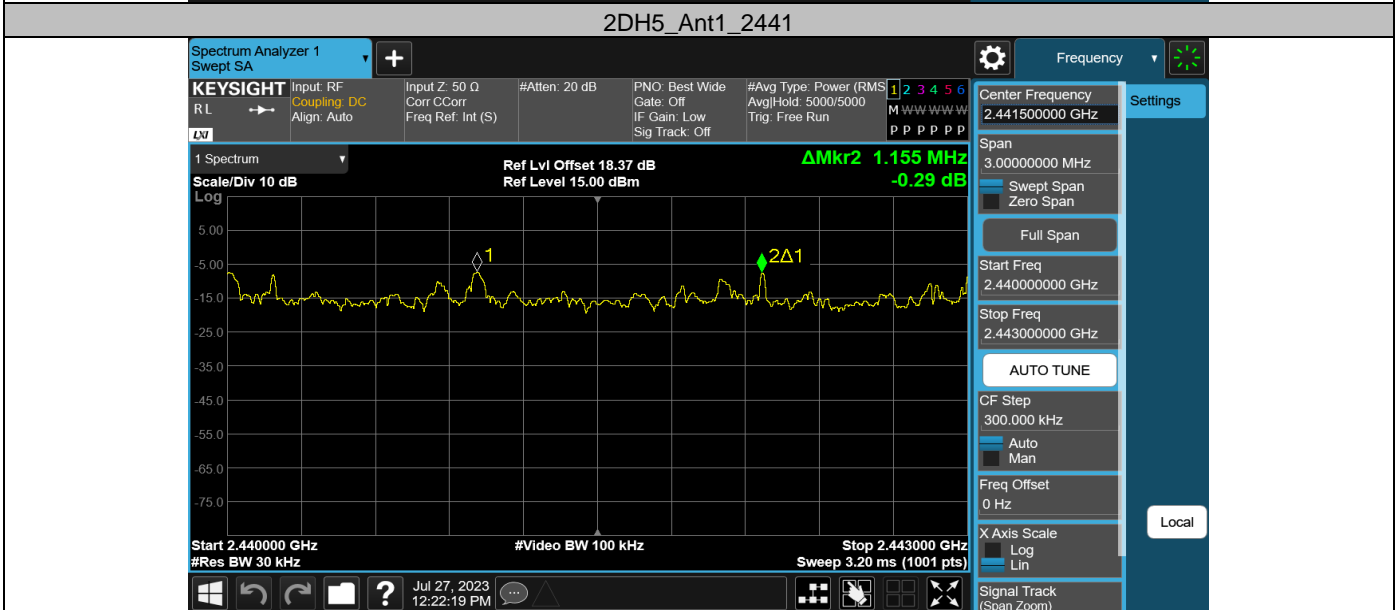 2DH5_Ant1_2441
Spectrum Analyzer 1
Swept SA
Frequency
KEYSIGHT
RL
LXI
Input: RF
Coupling: DC
Align: Auto
Input Z: 50 Ω
Corr CCorr
Freq Ref: Int (S)
#Atten: 20 dB
PNO: Best Wide
Gate: Off
IF Gain: Low
Sig Track: Off
#Avg Type: Power (RMS
Avg|Hold: 5000/5000
Trig: Free Run
1 2 3 4 5 6
M W W W W W
P P P P P P
1 Spectrum
Scale/Div 10 dB
Log
Ref Lvl Offset 18.37 dB
Ref Level 15.00 dBm
ΔMkr2 1.155 MHz
-0.29 dB
5.00
-5.00
-15.0
-25.0
-35.0
-45.0
-55.0
-65.0
-75.0
1
2Δ1
Start 2.440000 GHz
#Res BW 30 kHz
#Video BW 100 kHz
Stop 2.443000 GHz
Sweep 3.20 ms (1001 pts)
Center Frequency
2.441500000 GHz
Settings
Span
3.00000000 MHz
Swept Span
Zero Span
Full Span
Start Freq
2.440000000 GHz
Stop Freq
2.443000000 GHz
AUTO TUNE
CF Step
300.000 kHz
Auto
Man
Freq Offset
0 Hz
X Axis Scale
Log
Lin
Local
Signal Track
(Span Zoom)
?
Jul 27, 2023
12:22:19 PM